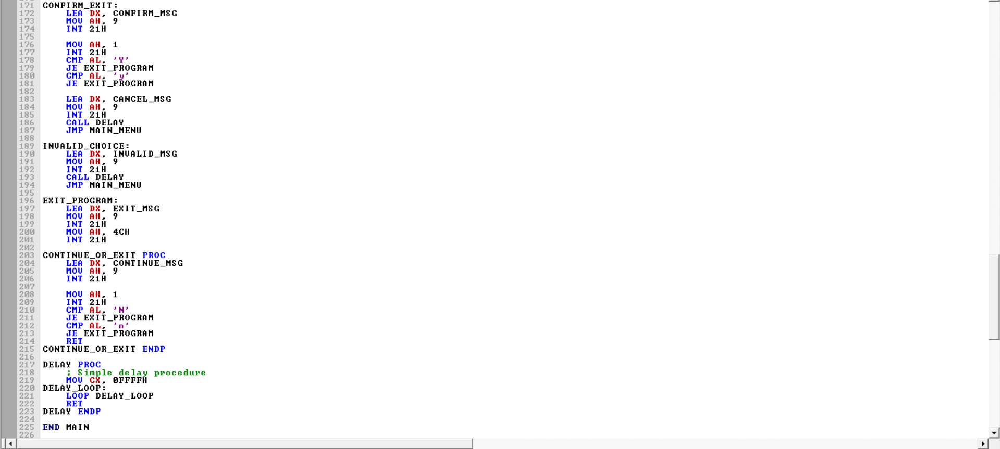 171 CONFIRM_EXIT:
172     LEA DX, CONFIRM_MSG
173     MOV AH, 9
174     INT 21H
175
176     MOV AH, 1
177     INT 21H
178     CMP AL, 'Y'
179     JE EXIT_PROGRAM
180     CMP AL, 'y'
181     JE EXIT_PROGRAM
182
183     LEA DX, CANCEL_MSG
184     MOV AH, 9
185     INT 21H
186     CALL DELAY
187     JMP MAIN_MENU
188
189 INVALID_CHOICE:
190     LEA DX, INVALID_MSG
191     MOV AH, 9
192     INT 21H
193     CALL DELAY
194     JMP MAIN_MENU
195
196 EXIT_PROGRAM:
197     LEA DX, EXIT_MSG
198     MOV AH, 9
199     INT 21H
200     MOV AH, 4CH
201     INT 21H
202
203 CONTINUE_OR_EXIT PROC
204     LEA DX, CONTINUE_MSG
205     MOV AH, 9
206     INT 21H
207
208     MOV AH, 1
209     INT 21H
210     CMP AL, 'N'
211     JE EXIT_PROGRAM
212     CMP AL, 'n'
213     JE EXIT_PROGRAM
214     RET
215 CONTINUE_OR_EXIT ENDP
216
217 DELAY PROC
218     ; Simple delay procedure
219     MOV CX, 0FFFFH
220 DELAY_LOOP:
221     LOOP DELAY_LOOP
222     RET
223 DELAY ENDP
224
225 END MAIN
226